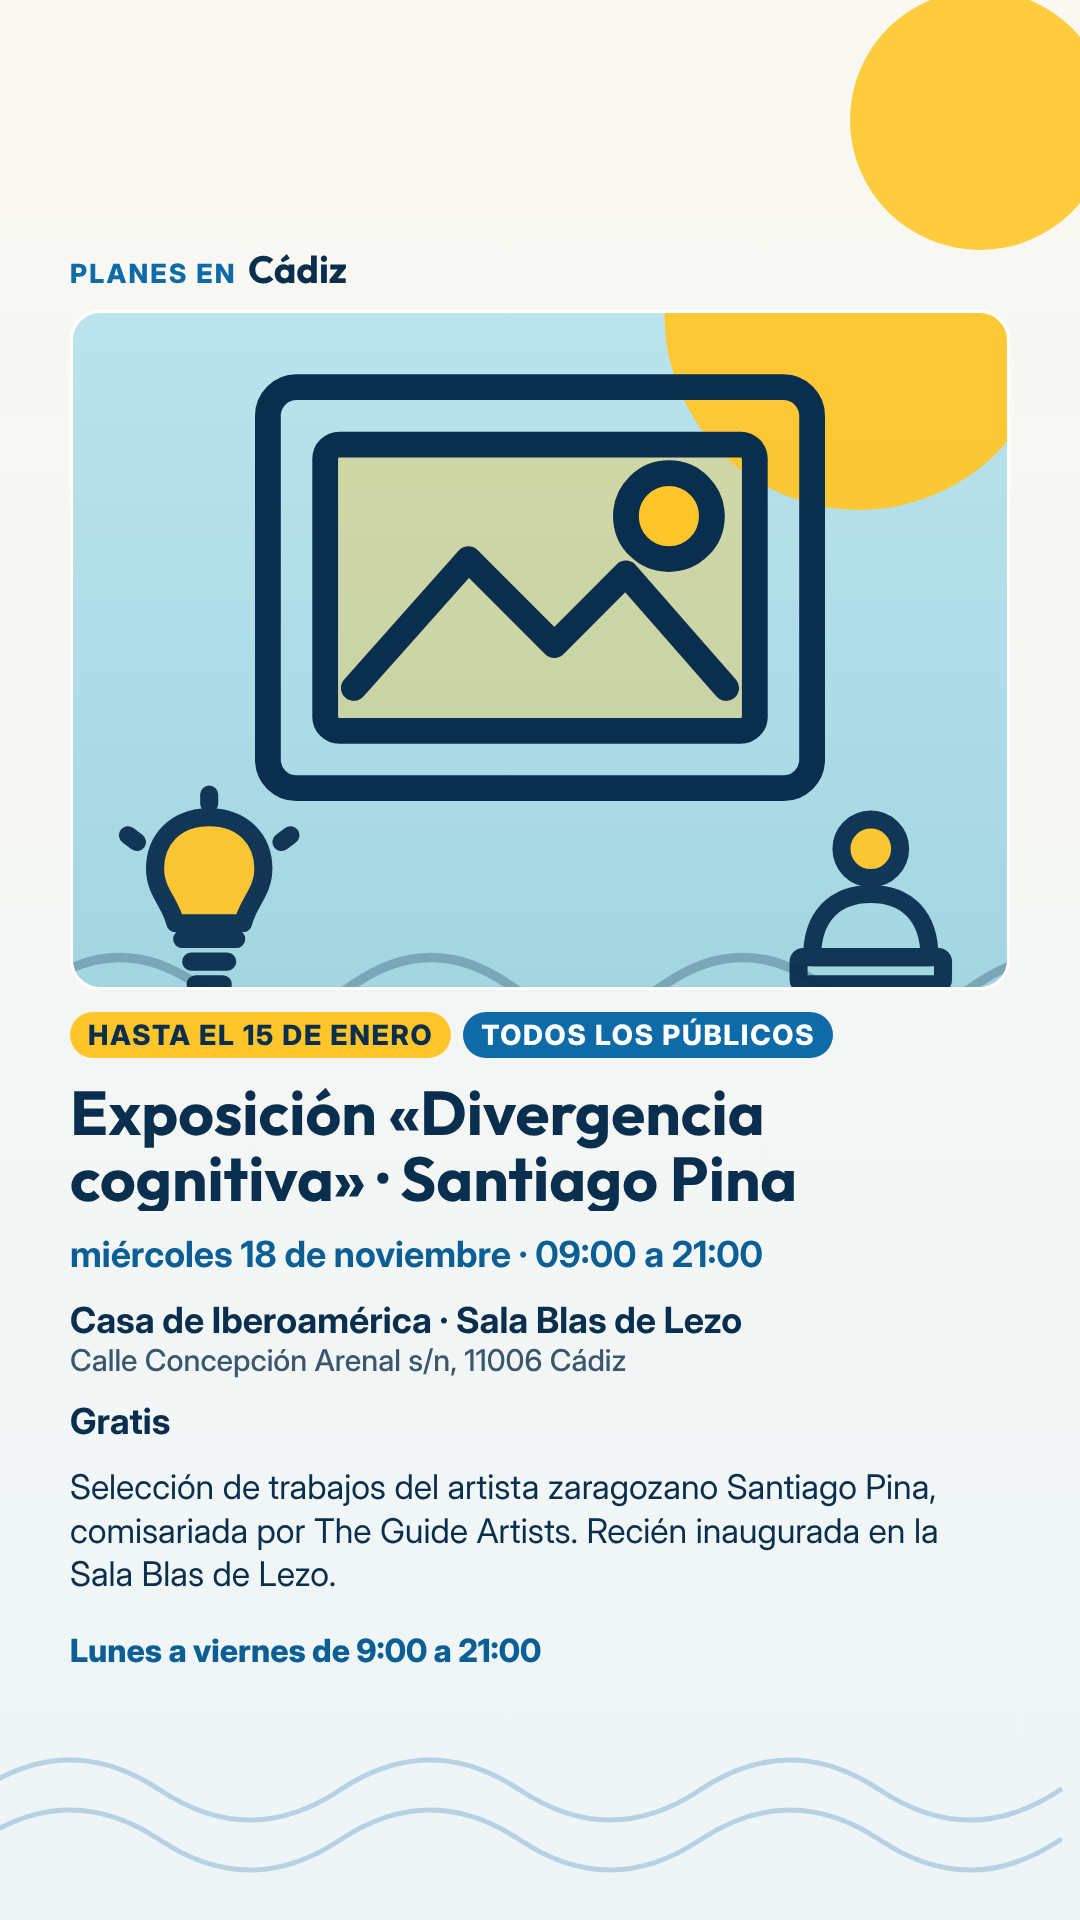 PLANES EN Cádiz
HASTA EL 15 DE ENERO
TODOS LOS PÚBLICOS
Exposición «Divergencia
cognitiva» · Santiago Pina
miércoles 18 de noviembre · 09:00 a 21:00
Casa de Iberoamérica · Sala Blas de Lezo
Calle Concepción Arenal s/n, 11006 Cádiz
Gratis
Selección de trabajos del artista zaragozano Santiago Pina,
comisariada por The Guide Artists. Recién inaugurada en la
Sala Blas de Lezo.
Lunes a viernes de 9:00 a 21:00